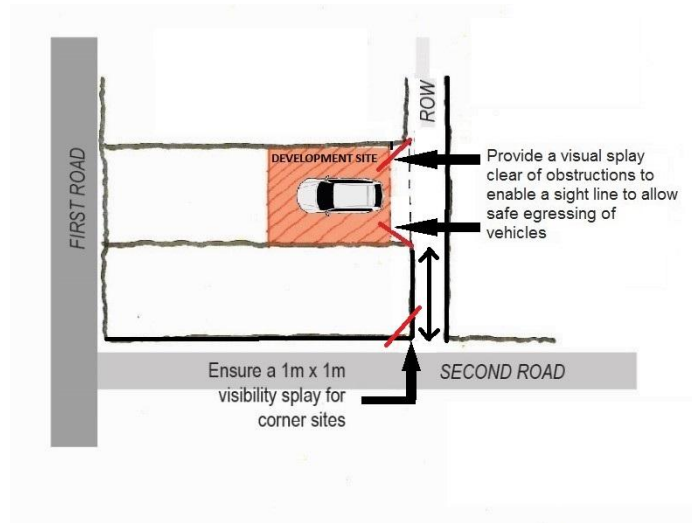 ROW
FIRST ROAD
DEVELOPMENT SITE
Provide a visual splay
clear of obstructions to
enable a sight line to allow
safe egressing of
vehicles
Ensure a 1m x 1m
visibility splay for
corner sites
SECOND ROAD